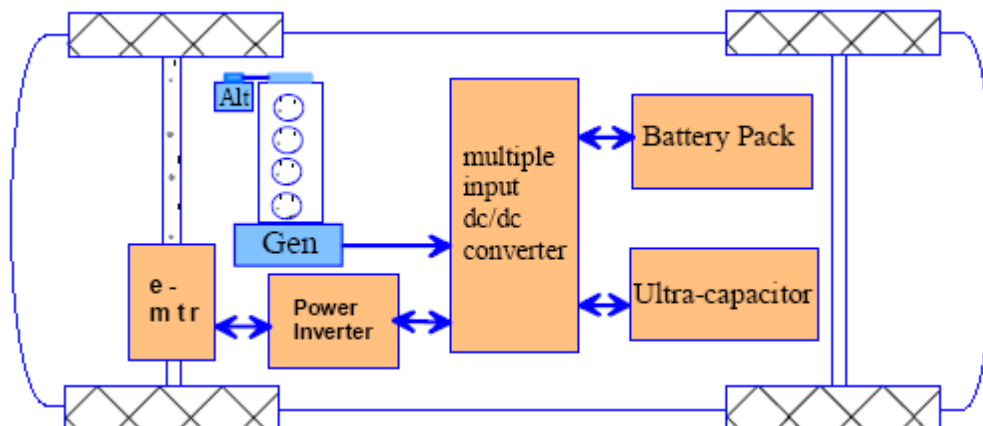 Alt
Gen
e -
m t r
Power
Inverter
multiple
input
dc/dc
converter
Battery Pack
Ultra-capacitor